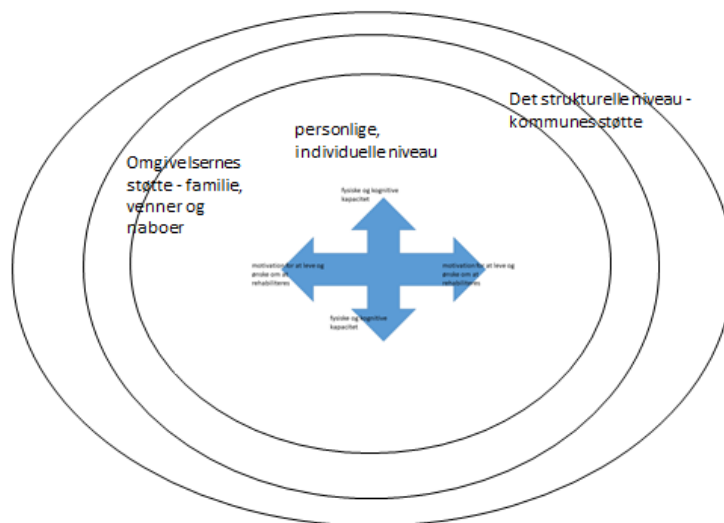 Det strukturelle niveau -
kommunes støtte
personlige,
individuelle niveau
Omgivelsernes
støtte - familie,
venner og
naboer
fysiske og kognitive
kapacitet
motivation for at leve og
ønske om at
rehabiliteres
motivation for at leve og
ønske om at
rehabiliteres
fysiske og kognitive
kapacitet